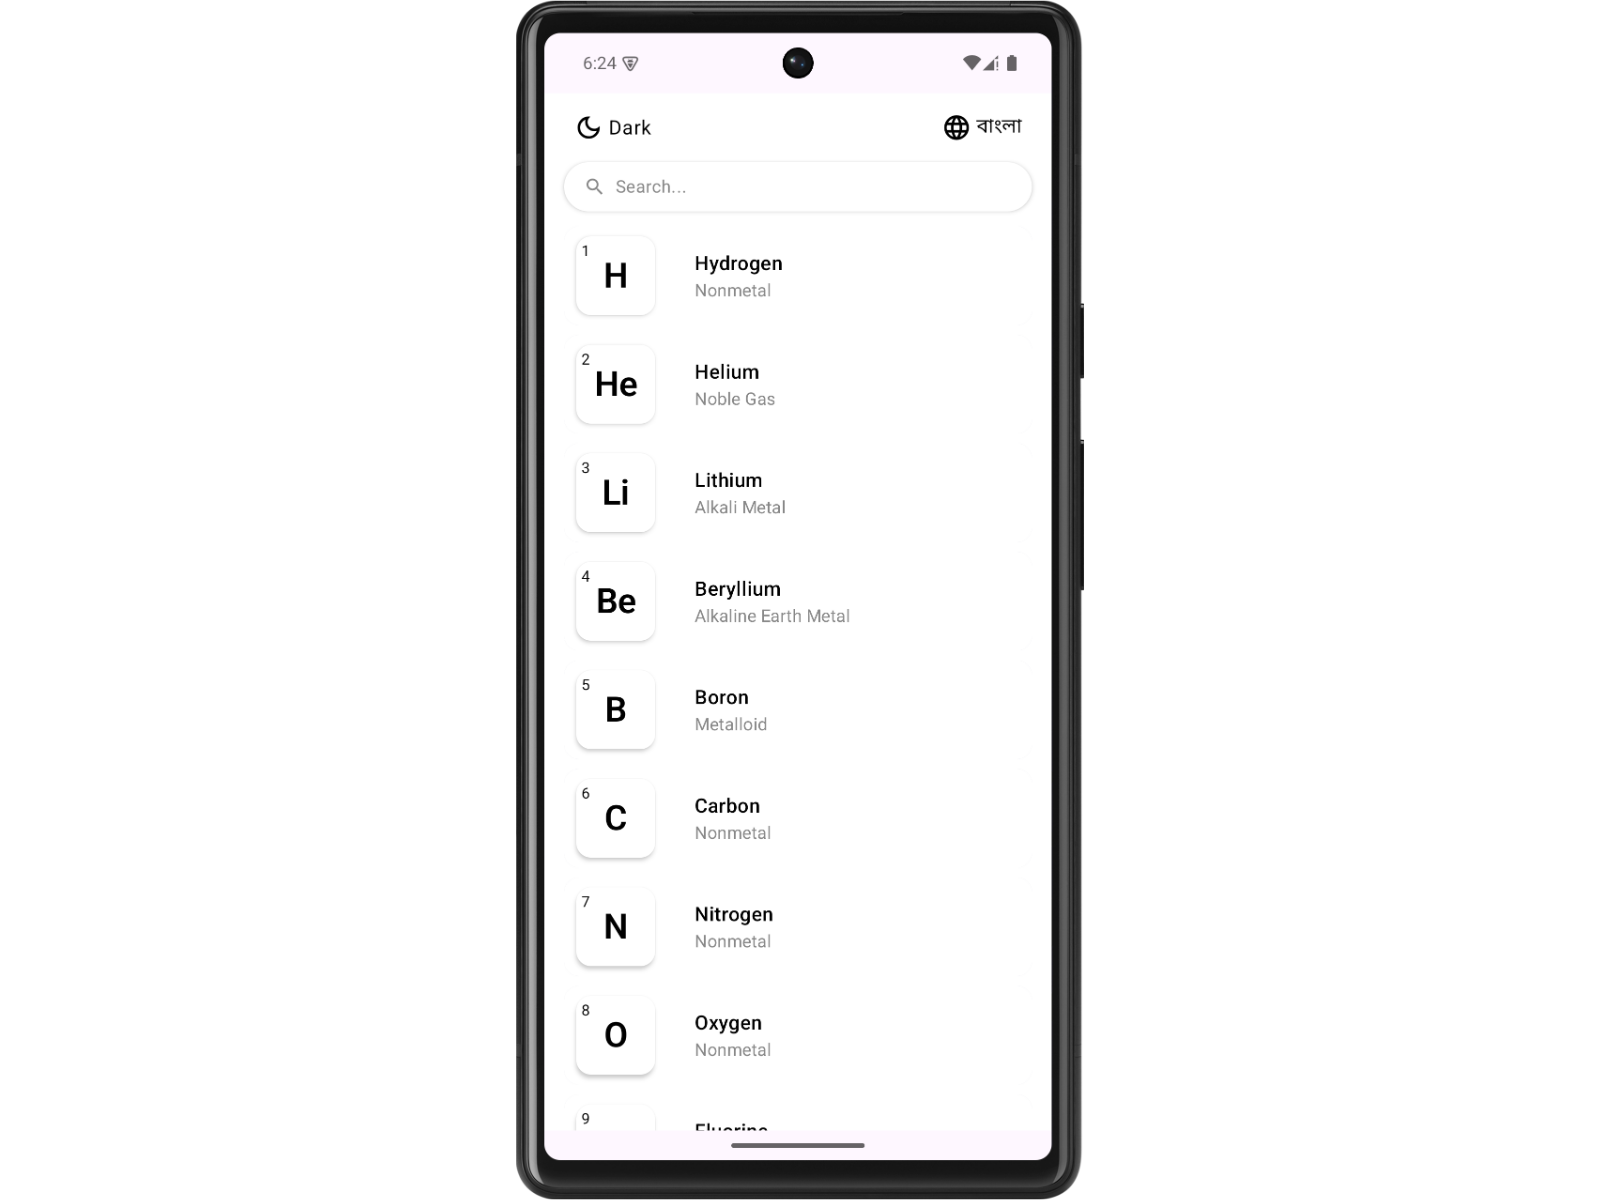 6:24
Dark
বাংলা
Search...
1
H
Hydrogen
Nonmetal
2
He
Helium
Noble Gas
3
Li
Lithium
Alkali Metal
4
Be
Beryllium
Alkaline Earth Metal
5
B
Boron
Metalloid
6
C
Carbon
Nonmetal
7
N
Nitrogen
Nonmetal
8
O
Oxygen
Nonmetal
9
Fluorine